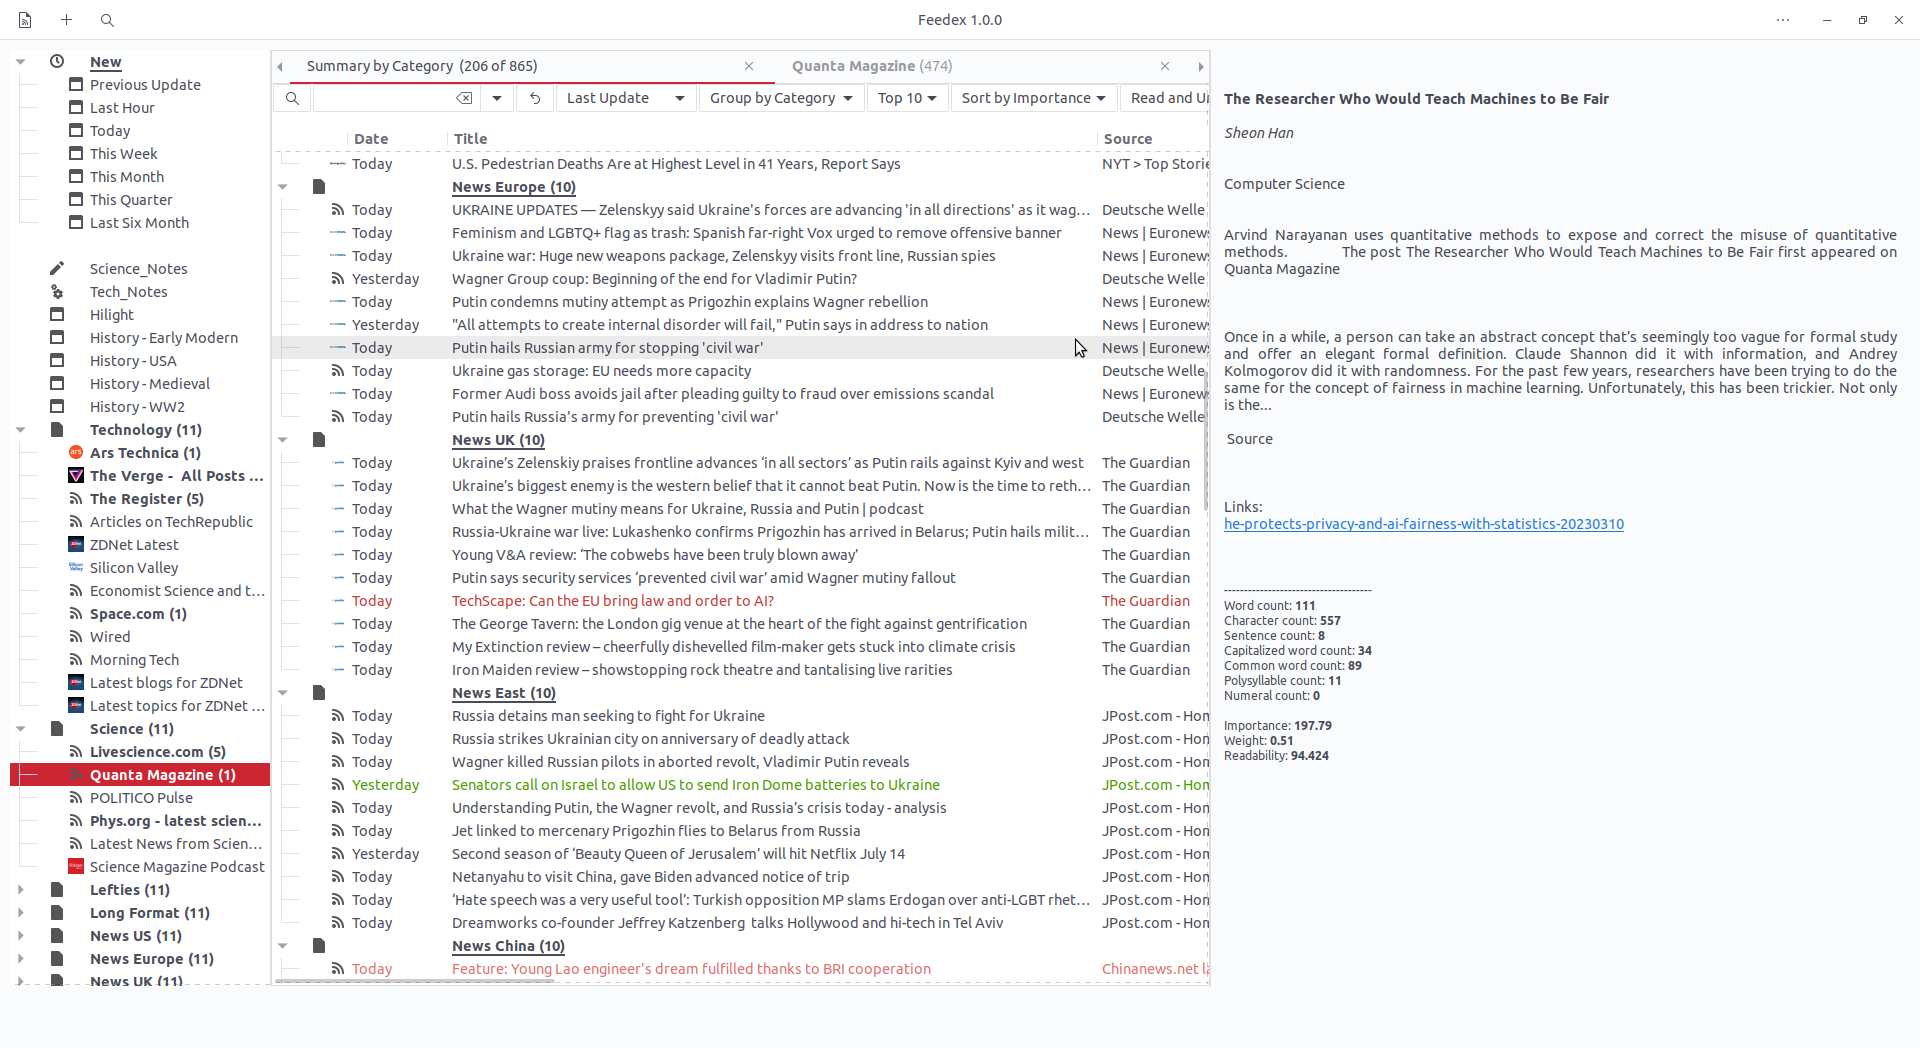 Feedex 1.0.0
New
Previous Update
Last Hour
Today
This Week
This Month
This Quarter
Last Six Month
Science_Notes
Tech_Notes
Hilight
History - Early Modern
History - USA
History - Medieval
History - WW2
Technology (11)
Ars Technica (1)
The Verge -  All Posts ...
The Register (5)
Articles on TechRepublic
ZDNet Latest
Silicon Valley
Economist Science and t...
Space.com (1)
Wired
Morning Tech
Latest blogs for ZDNet
Latest topics for ZDNet ...
Science (11)
Livescience.com (5)
Quanta Magazine (1)
POLITICO Pulse
Phys.org - latest scien...
Latest News from Scien...
Science Magazine Podcast
Lefties (11)
Long Format (11)
News US (11)
News Europe (11)
News UK (11)
Summary by Category (206 of 865)
Quanta Magazine (474)
Last Update
Group by Category
Top 10
Sort by Importance
Read and Un
Date Title Source
Today U.S. Pedestrian Deaths Are at Highest Level in 41 Years, Report Says NYT > Top Storie
News Europe (10)
Today UKRAINE UPDATES — Zelenskyy said Ukraine's forces are advancing 'in all directions' as it wag... Deutsche Welle
Today Feminism and LGBTQ+ flag as trash: Spanish far-right Vox urged to remove offensive banner News | Euronews
Today Ukraine war: Huge new weapons package, Zelenskyy visits front line, Russian spies News | Euronews
Yesterday Wagner Group coup: Beginning of the end for Vladimir Putin? Deutsche Welle
Today Putin condemns mutiny attempt as Prigozhin explains Wagner rebellion News | Euronews
Yesterday "All attempts to create internal disorder will fail," Putin says in address to nation News | Euronews
Today Putin hails Russian army for stopping 'civil war' News | Euronews
Today Ukraine gas storage: EU needs more capacity Deutsche Welle
Today Former Audi boss avoids jail after pleading guilty to fraud over emissions scandal News | Euronews
Today Putin hails Russia's army for preventing 'civil war' Deutsche Welle
News UK (10)
Today Ukraine’s Zelenskiy praises frontline advances ‘in all sectors’ as Putin rails against Kyiv and west The Guardian
Today Ukraine’s biggest enemy is the western belief that it cannot beat Putin. Now is the time to reth... The Guardian
Today What the Wagner mutiny means for Ukraine, Russia and Putin | podcast The Guardian
Today Russia-Ukraine war live: Lukashenko confirms Prigozhin has arrived in Belarus; Putin hails milit... The Guardian
Today Young V&A review: ‘The cobwebs have been truly blown away’ The Guardian
Today Putin says security services ‘prevented civil war’ amid Wagner mutiny fallout The Guardian
Today TechScape: Can the EU bring law and order to AI? The Guardian
Today The George Tavern: the London gig venue at the heart of the fight against gentrification The Guardian
Today My Extinction review – cheerfully dishevelled film-maker gets stuck into climate crisis The Guardian
Today Iron Maiden review – showstopping rock theatre and tantalising live rarities The Guardian
News East (10)
Today Russia detains man seeking to fight for Ukraine JPost.com - Hom
Today Russia strikes Ukrainian city on anniversary of deadly attack JPost.com - Hom
Today Wagner killed Russian pilots in aborted revolt, Vladimir Putin reveals JPost.com - Hom
Yesterday Senators call on Israel to allow US to send Iron Dome batteries to Ukraine JPost.com - Hom
Today Understanding Putin, the Wagner revolt, and Russia’s crisis today - analysis JPost.com - Hom
Today Jet linked to mercenary Prigozhin flies to Belarus from Russia JPost.com - Hom
Yesterday Second season of ‘Beauty Queen of Jerusalem’ will hit Netflix July 14 JPost.com - Hom
Today Netanyahu to visit China, gave Biden advanced notice of trip JPost.com - Hom
Today ‘Hate speech was a very useful tool’: Turkish opposition MP slams Erdogan over anti-LGBT rhet... JPost.com - Hom
Today Dreamworks co-founder Jeffrey Katzenberg  talks Hollywood and hi-tech in Tel Aviv JPost.com - Hom
News China (10)
Today Feature: Young Lao engineer's dream fulfilled thanks to BRI cooperation Chinanews.net la
The Researcher Who Would Teach Machines to Be Fair
Sheon Han
Computer Science
Arvind Narayanan uses quantitative methods to expose and correct the misuse of quantitative
methods. The post The Researcher Who Would Teach Machines to Be Fair first appeared on
Quanta Magazine
Once in a while, a person can take an abstract concept that’s seemingly too vague for formal study
and offer an elegant formal definition. Claude Shannon did it with information, and Andrey
Kolmogorov did it with randomness. For the past few years, researchers have been trying to do the
same for the concept of fairness in machine learning. Unfortunately, this has been trickier. Not only
is the...
Source
Links:
he-protects-privacy-and-ai-fairness-with-statistics-20230310
-------------------------------------
Word count: 111
Character count: 557
Sentence count: 8
Capitalized word count: 34
Common word count: 89
Polysyllable count: 11
Numeral count: 0
Importance: 197.79
Weight: 0.51
Readability: 94.424